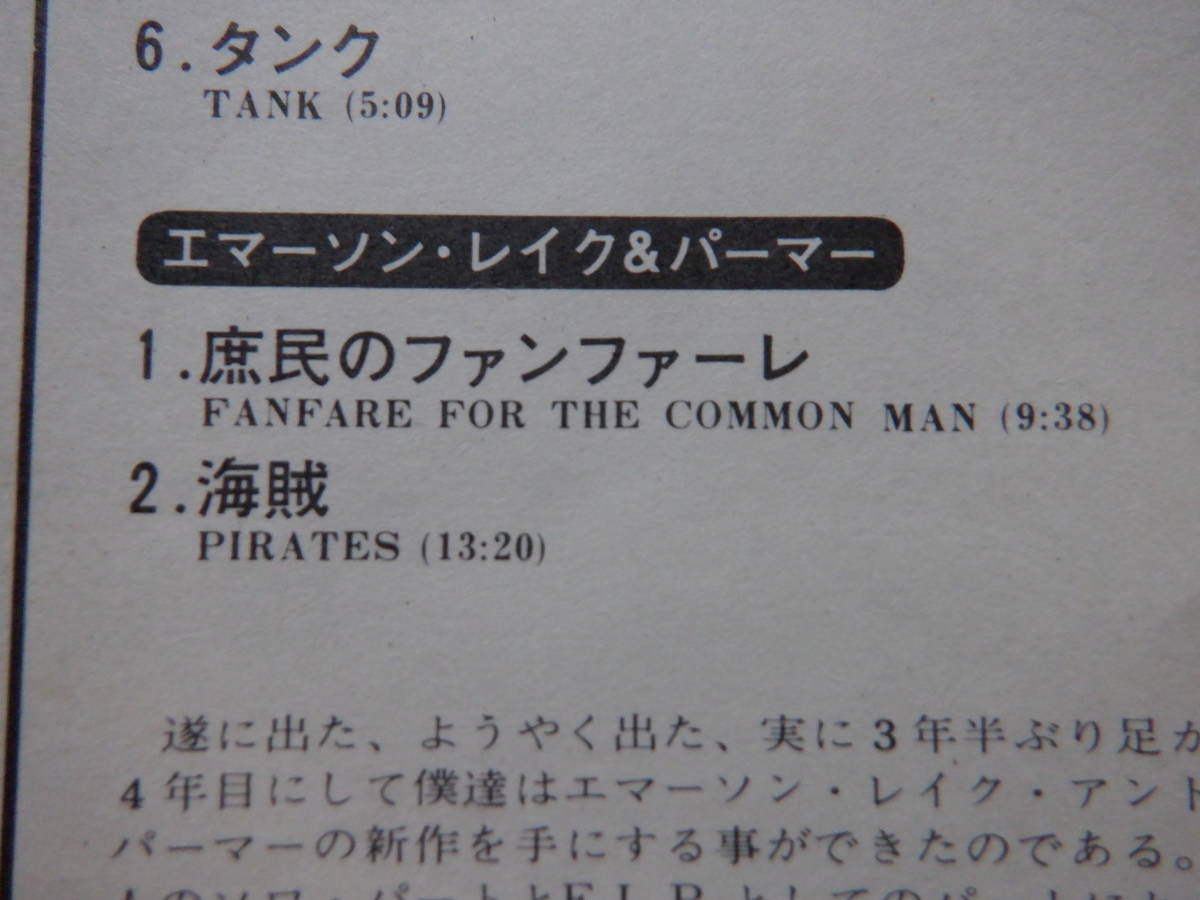 6.タンク
TANK (5:09)
エマーソン・レイク&パーマー
1.庶民のファンファーレ
FANFARE FOR THE COMMON MAN (9:38)
2.海賊
PIRATES (13:20)
遂に出た、ようやく出た、実に3年半ぶり足か
4年目にして僕達はエマーソン・レイク・アント
パーマーの新作を手にする事ができたのである。